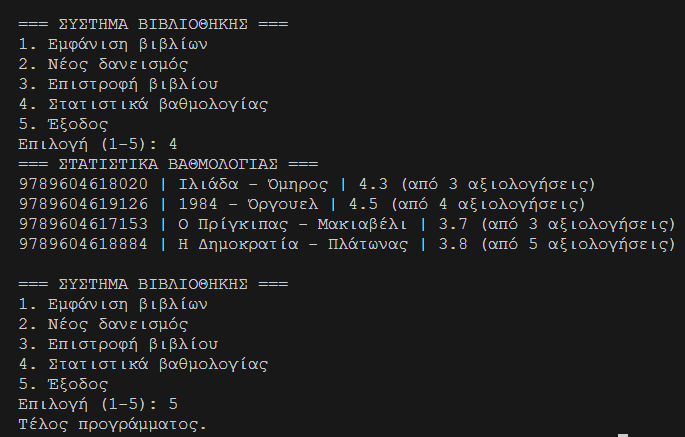 === ΣΥΣΤΗΜΑ ΒΙΒΛΙΟΘΗΚΗΣ ===
1. Εμφάνιση βιβλίων
2. Νέος δανεισμός
3. Επιστροφή βιβλίου
4. Στατιστικά βαθμολογίας
5. Έξοδος
Επιλογή (1-5): 4
=== ΣΤΑΤΙΣΤΙΚΑ ΒΑΘΜΟΛΟΓΙΑΣ ===
9789604618020 | Ιλιάδα - Όμηρος | 4.3 (από 3 αξιολογήσεις)
9789604619126 | 1984 - Όργουελ | 4.5 (από 4 αξιολογήσεις)
9789604617153 | Ο Πρίγκιπας - Μακιαβέλι | 3.7 (από 3 αξιολογήσεις)
9789604618884 | Η Δημοκρατία - Πλάτωνας | 3.8 (από 5 αξιολογήσεις)
=== ΣΥΣΤΗΜΑ ΒΙΒΛΙΟΘΗΚΗΣ ===
1. Εμφάνιση βιβλίων
2. Νέος δανεισμός
3. Επιστροφή βιβλίου
4. Στατιστικά βαθμολογίας
5. Έξοδος
Επιλογή (1-5): 5
Τέλος προγράμματος.